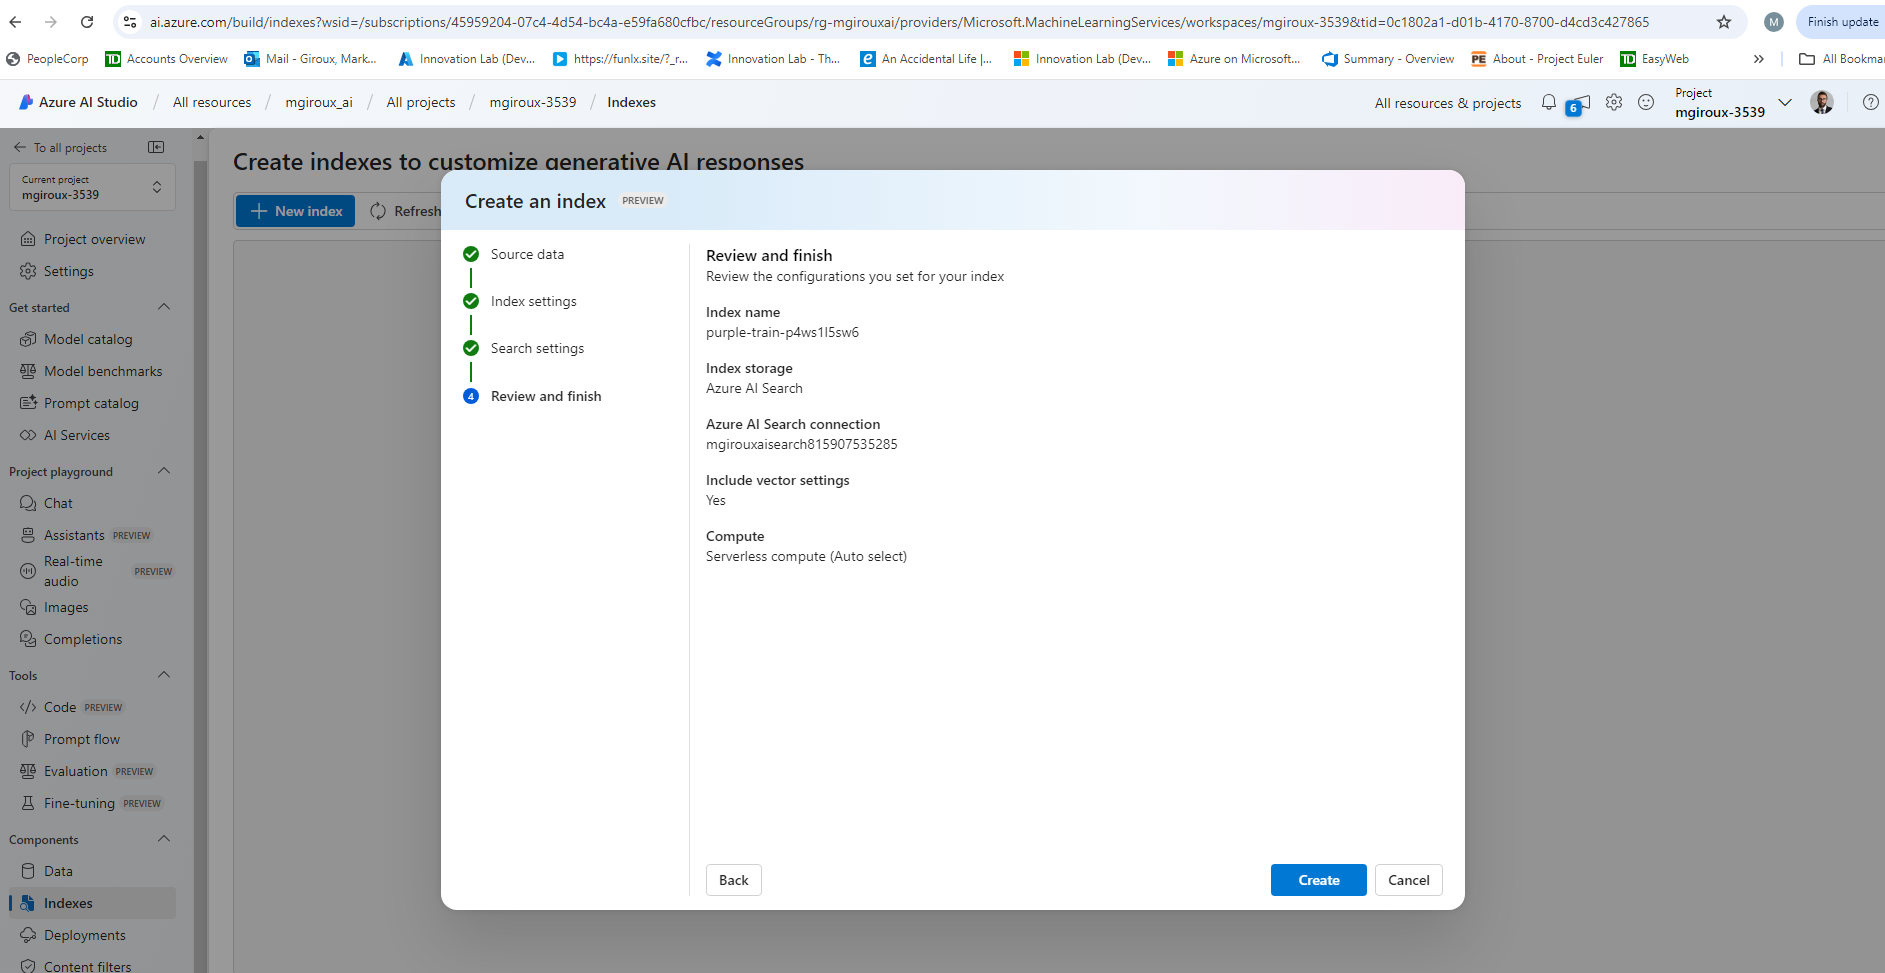 ai.azure.com/build/indexes?wsid=/subscriptions/45959204-07c4-4d54-bc4a-e59fa680cfbc/resourceGroups/rg-mgirouxai/providers/Microsoft.MachineLearningServices/workspaces/mgiroux-3539&tid=0c1802a1-d01b-4170-8700-d4cd3c427865
M
Finish update
PeopleCorp
TD Accounts Overview
Mail - Giroux, Mark...
Innovation Lab (Dev...
https://funlx.site/?_r...
Innovation Lab - Th...
An Accidental Life |...
Innovation Lab (Dev...
Azure on Microsoft...
Summary - Overview
PE About - Project Euler
TD EasyWeb
All Bookmar
Azure AI Studio / All resources / mgiroux_ai / All projects / mgiroux-3539 / Indexes
All resources & projects
6
Project
mgiroux-3539
To all projects
Current project
mgiroux-3539
Project overview
Settings
Get started
Model catalog
Model benchmarks
Prompt catalog
AI Services
Project playground
Chat
Assistants PREVIEW
Real-time audio PREVIEW
Images
Completions
Tools
Code PREVIEW
Prompt flow
Evaluation PREVIEW
Fine-tuning PREVIEW
Components
Data
Indexes
Deployments
Content filters
Create indexes to customize generative AI responses
New index
Refresh
Create an index PREVIEW
Source data
Index settings
Search settings
4 Review and finish
Review and finish
Review the configurations you set for your index
Index name
purple-train-p4ws1l5sw6
Index storage
Azure AI Search
Azure AI Search connection
mgirouxaisearch815907535285
Include vector settings
Yes
Compute
Serverless compute (Auto select)
Back
Create
Cancel